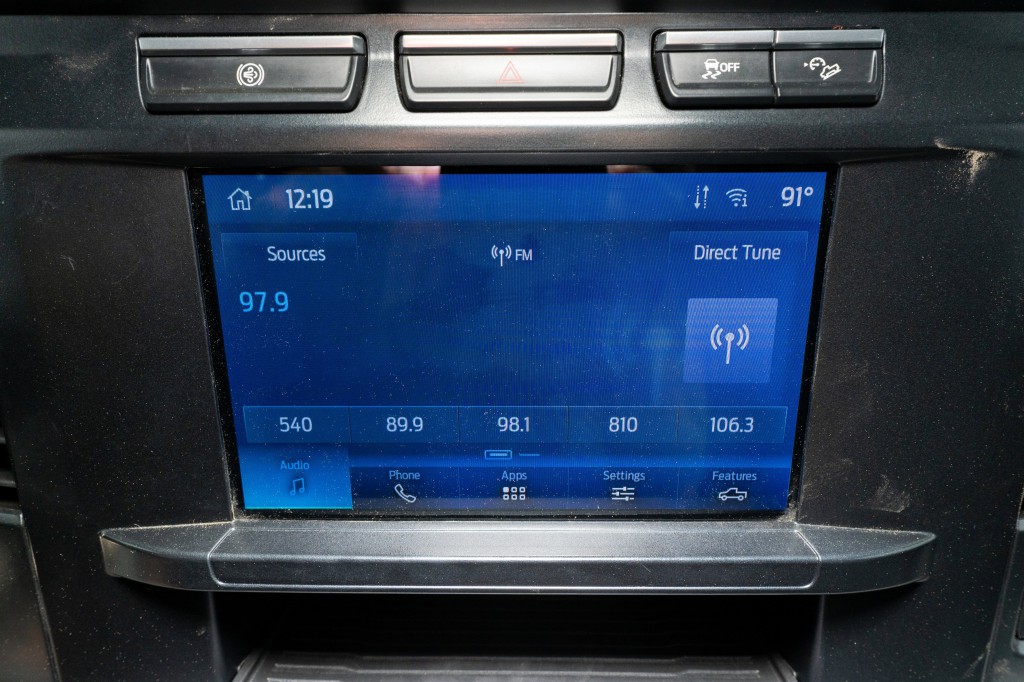 OFF
12:19 91°
Sources FM Direct Tune
97.9
540 89.9 98.1 810 106.3
Audio Phone Apps Settings Features